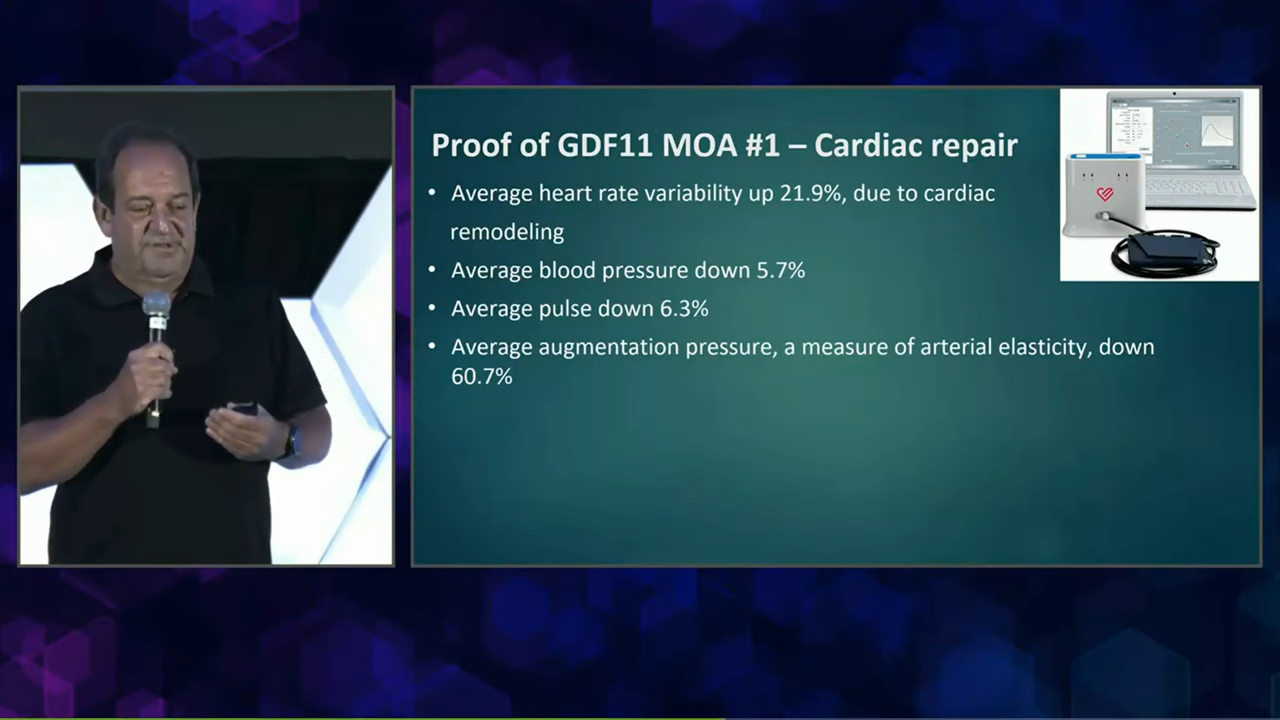 Proof of GDF11 MOA #1 – Cardiac repair
• Average heart rate variability up 21.9%, due to cardiac
remodeling
• Average blood pressure down 5.7%
• Average pulse down 6.3%
• Average augmentation pressure, a measure of arterial elasticity, down
60.7%